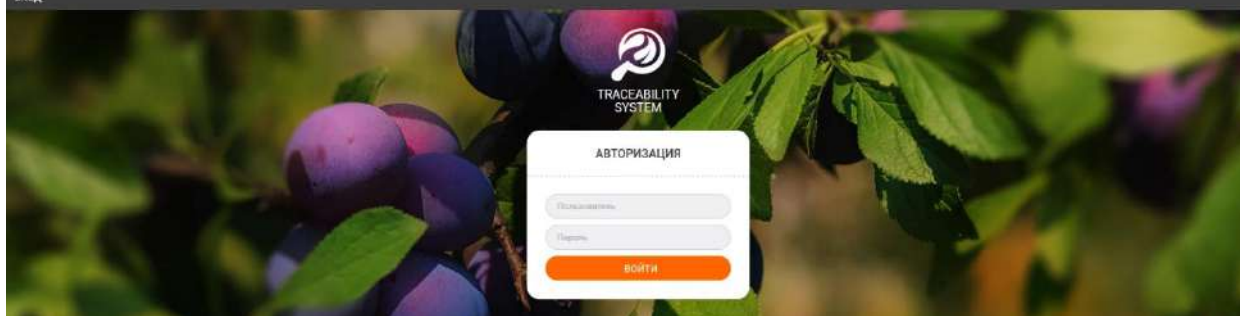 TRACEABILITY
SYSTEM
АВТОРИЗАЦИЯ
Пользователь
Пароль
ВОЙТИ